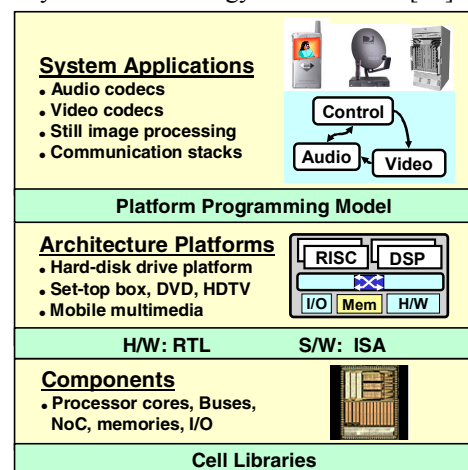 System Applications
• Audio codecs
• Video codecs
• Still image processing
• Communication stacks
Control
Audio
Video
Platform Programming Model
Architecture Platforms
• Hard-disk drive platform
• Set-top box, DVD, HDTV
• Mobile multimedia
RISC
DSP
I/O
Mem
H/W
H/W: RTL
S/W: ISA
Components
• Processor cores, Buses,
NoC, memories, I/O
Cell Libraries